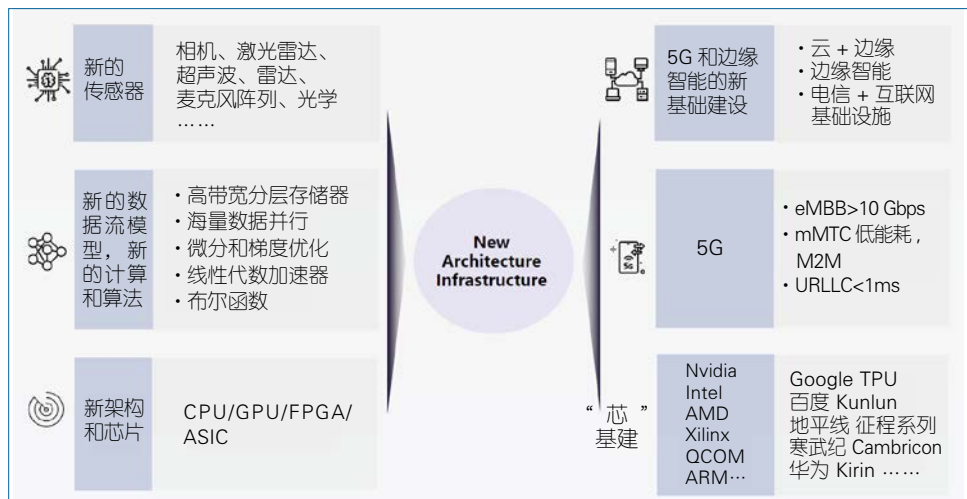 新的
传感器
相机、激光雷达、
超声波、雷达、
麦克风阵列、光学
……
新的数
据流模
型，新
的计算
和算法
・高带宽分层存储器
・海量数据并行
・微分和梯度优化
・线性代数加速器
・布尔函数
新架构
和芯片
CPU/GPU/FPGA/
ASIC
New
Architecture
Infrastructure
5G 和边缘
智能的新
基础建设
・云 + 边缘
・边缘智能
・电信 + 互联网
基础设施
5G
5G
・eMBB>10 Gbps
・mMTC 低能耗，
M2M
・URLLC<1ms
“ 芯 ”
基建
Nvidia
Intel
AMD
Xilinx
QCOM
ARM…
Google TPU
百度 Kunlun
地平线 征程系列
寒武纪 Cambricon
华为 Kirin ……